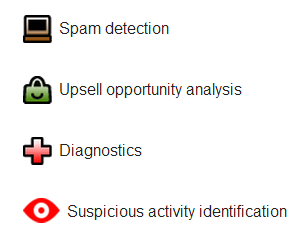 Spam detection
Upsell opportunity analysis
Diagnostics
Suspicious activity identification